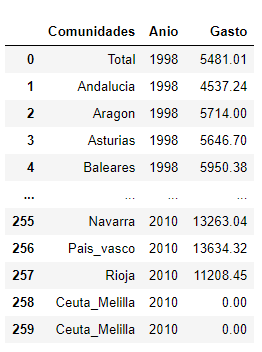 Comunidades Anio Gasto
0 Total 1998 5481.01
1 Andalucia 1998 4537.24
2 Aragon 1998 5714.00
3 Asturias 1998 5646.70
4 Baleares 1998 5950.38
... ... ... ...
255 Navarra 2010 13263.04
256 Pais_vasco 2010 13634.32
257 Rioja 2010 11208.45
258 Ceuta_Melilla 2010 0.00
259 Ceuta_Melilla 2010 0.00